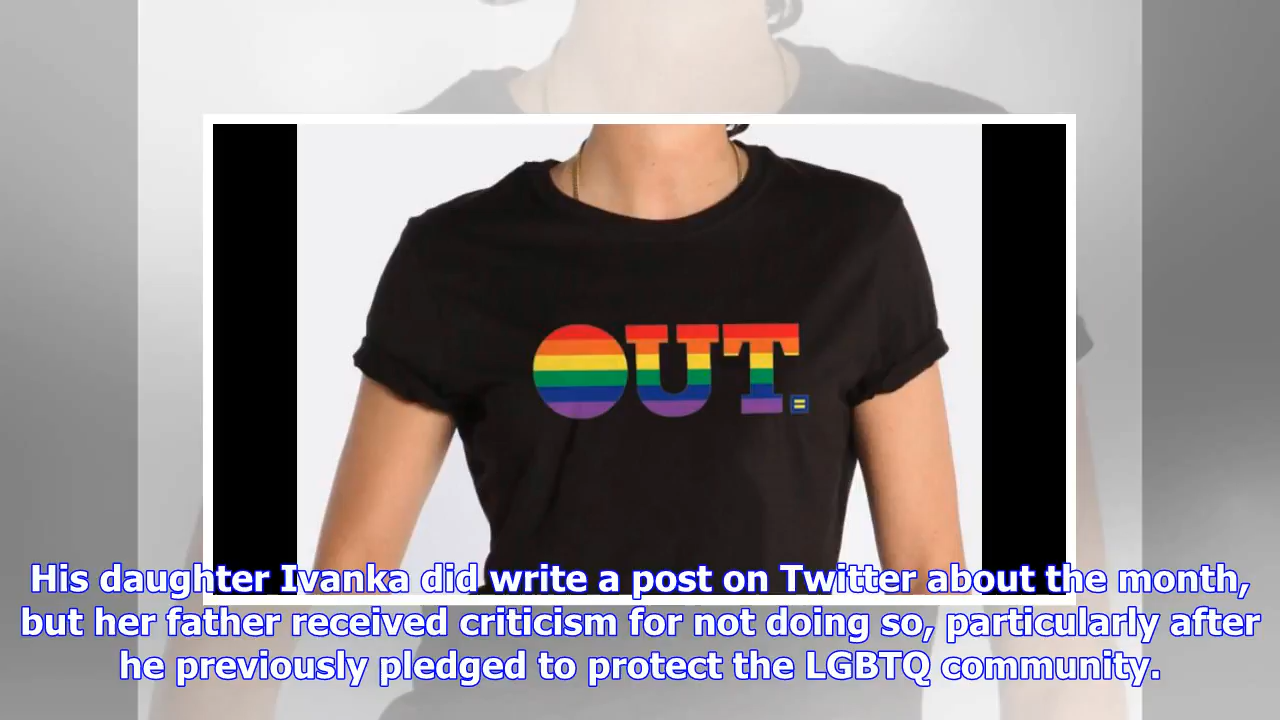 OUT.
His daughter Ivanka did write a post on Twitter about the month,
but her father received criticism for not doing so, particularly after
he previously pledged to protect the LGBTQ community.